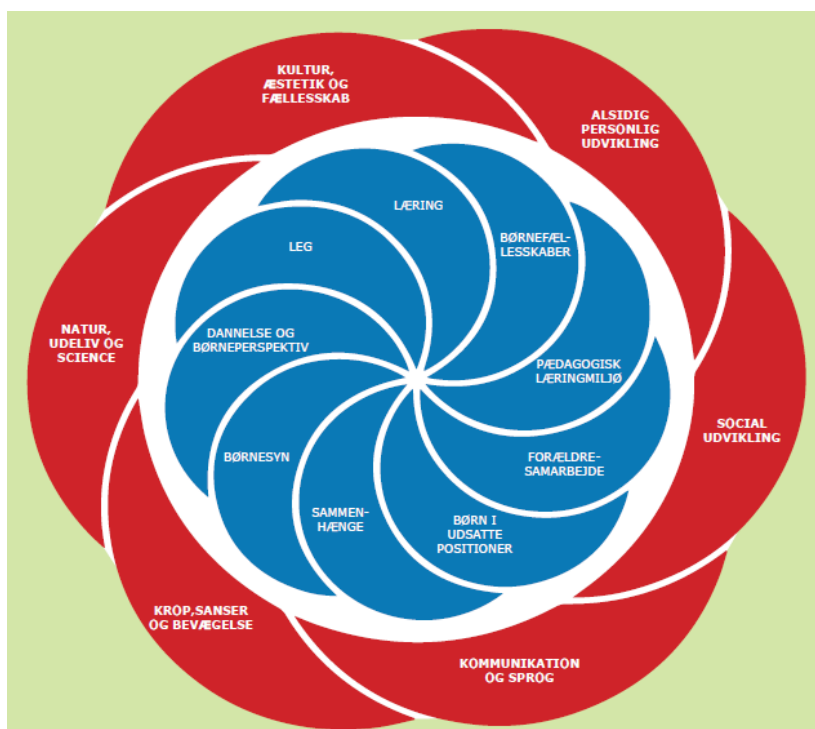 KULTUR,
ÆSTETIK OG
FÆLLESSKAB
ALSIDIG
PERSONLIG
UDVIKLING
SOCIAL
UDVIKLING
KOMMUNIKATION
OG SPROG
KROP,SANSER
OG BEVÆGELSE
NATUR,
UDELIV OG
SCIENCE
LÆRING
BØRNEFÆL-
LESSKABER
PÆDAGOGISK
LÆRINGMILJØ
FORÆLDRE-
SAMARBEJDE
BØRN I
UDSATTE
POSITIONER
SAMMEN-
HÆNGE
BØRNESYN
DANNELSE OG
BØRNEPERSPEKTIV
LEG